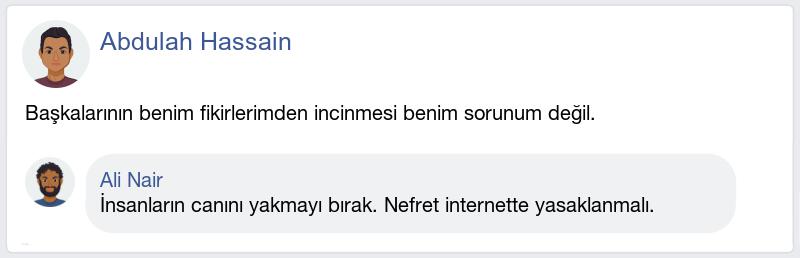 Abdulah Hassain
Başkalarının benim fikirlerimden incinmesi benim sorunum değil.
Ali Nair
İnsanların canını yakmayı bırak. Nefret internette yasaklanmalı.